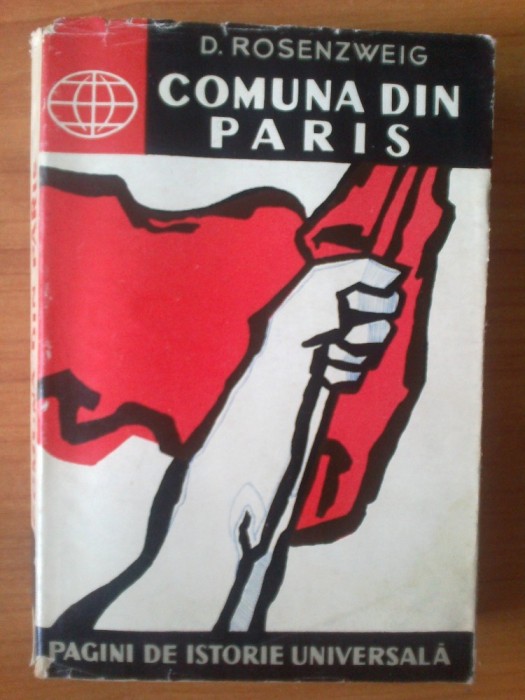 D. ROSENZWEIG
COMUNA DIN
PARIS
PAGINI DE ISTORIE UNIVERSALĂ